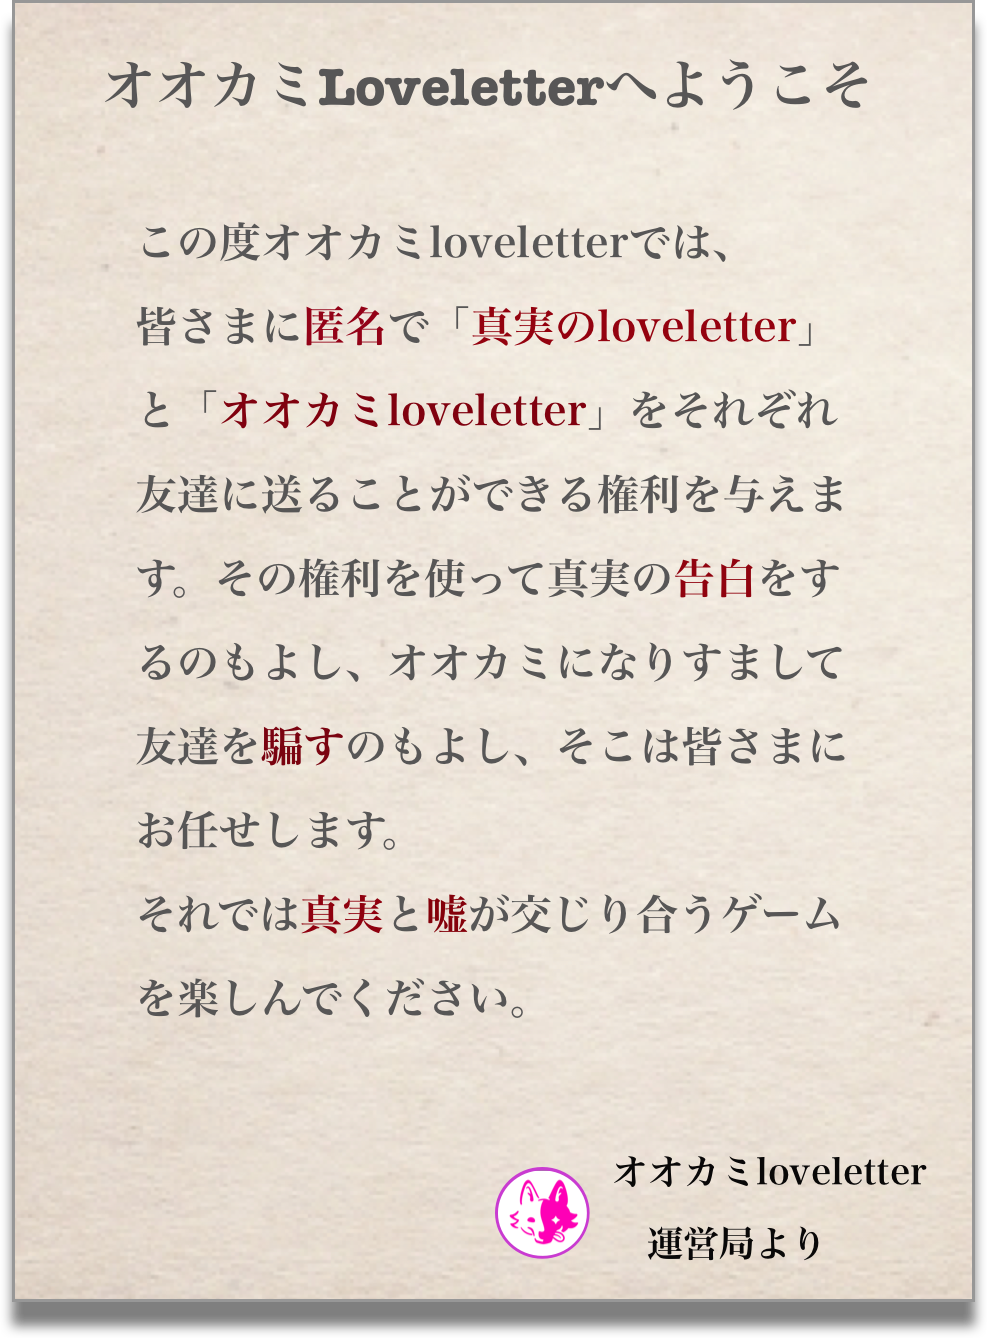 オオカミLoveletterへようこそ
この度オオカミloveletterでは、
皆さまに匿名で「真実のloveletter」
と「オオカミloveletter」をそれぞれ
友達に送ることができる権利を与えま
す。その権利を使って真実の告白をす
るのもよし、オオカミになりすまして
友達を騙すのもよし、そこは皆さまに
お任せします。
それでは真実と嘘が交じり合うゲーム
を楽しんでください。
オオカミloveletter
運営局より